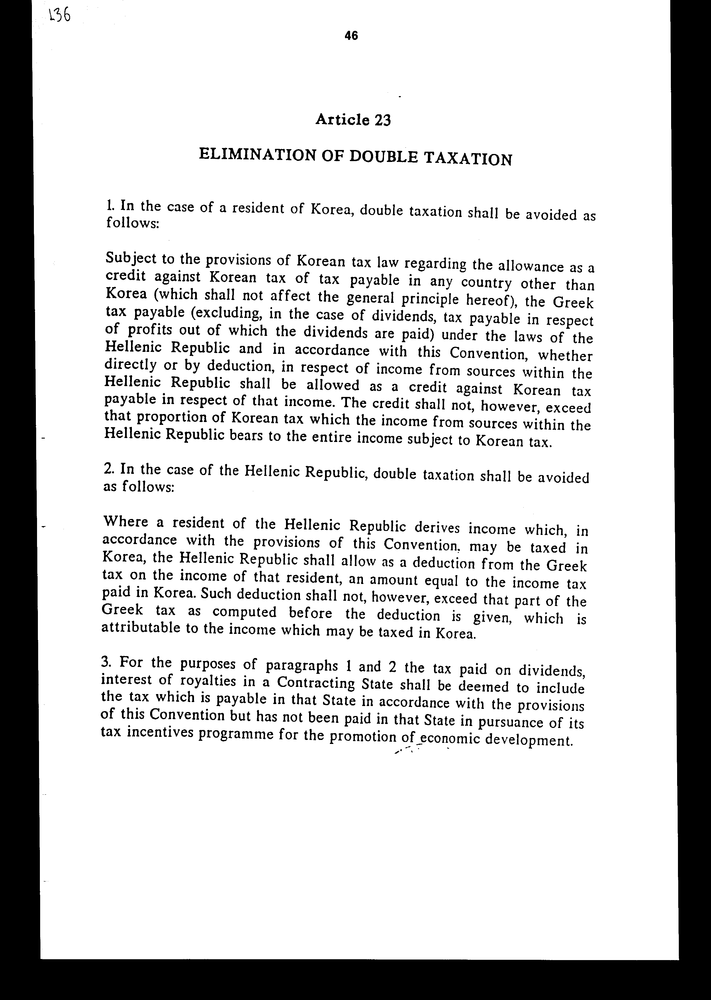 136
46
Article 23
ELIMINATION OF DOUBLE TAXATION
1. In the case of a resident of Korea, double taxation shall be avoided as
follows:
Subject to the provisions of Korean tax law regarding the allowance as a
credit against Korean tax of tax payable in any country other than
Korea (which shall not affect the general principle hereof), the Greek
tax payable (excluding, in the case of dividends, tax payable in respect
of profits out of which the dividends are paid) under the laws of the
Hellenic Republic and in accordance with this Convention, whether
directly or by deduction, in respect of income from sources within the
Hellenic Republic shall be allowed as a credit against Korean tax
payable in respect of that income. The credit shall not, however, exceed
that proportion of Korean tax which the income from sources within the
Hellenic Republic bears to the entire income subject to Korean tax.
2. In the case of the Hellenic Republic, double taxation shall be avoided
as follows:
Where a resident of the Hellenic Republic derives income which, in
accordance with the provisions of this Convention, may be taxed in
Korea, the Hellenic Republic shall allow as a deduction from the Greek
tax on the income of that resident, an amount equal to the income tax
paid in Korea. Such deduction shall not, however, exceed that part of the
Greek tax as computed before the deduction is given, which is
attributable to the income which may be taxed in Korea.
3. For the purposes of paragraphs 1 and 2 the tax paid on dividends,
interest of royalties in a Contracting State shall be deemed to include
the tax which is payable in that State in accordance with the provisions
of this Convention but has not been paid in that State in pursuance of its
tax incentives programme for the promotion of economic development.